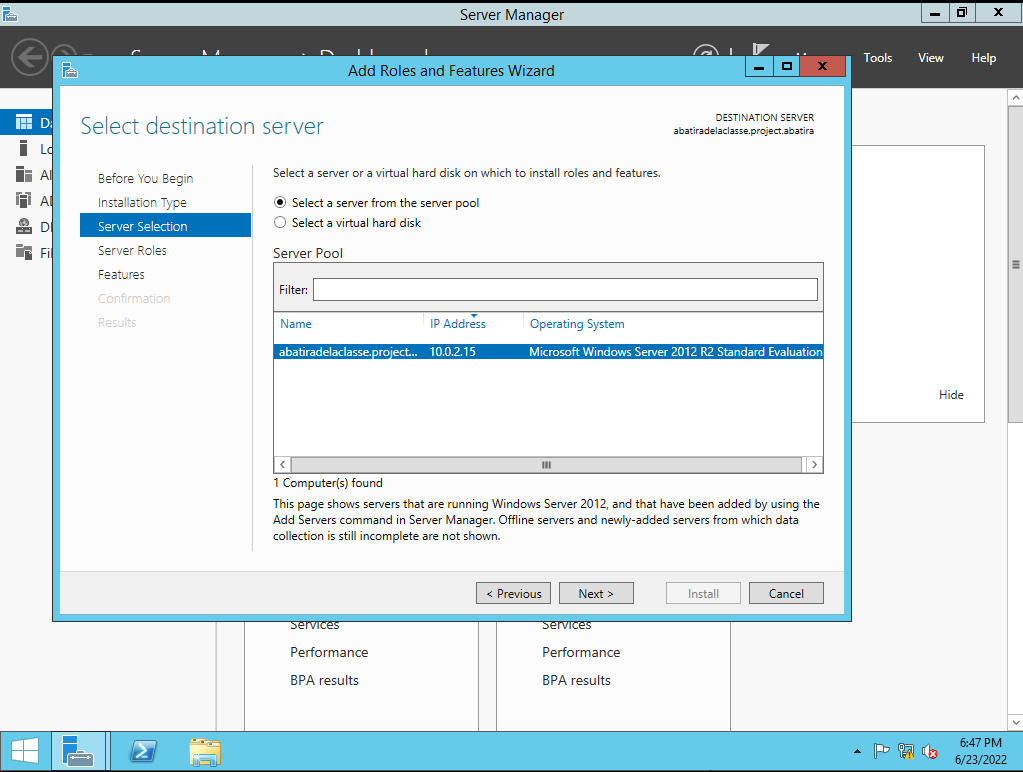 Server Manager
Tools
View
Help
Add Roles and Features Wizard
Select destination server
DESTINATION SERVER
abatiradelaclasse.project.abatira
Before You Begin
Installation Type
Server Selection
Server Roles
Features
Confirmation
Results
Select a server or a virtual hard disk on which to install roles and features.
Select a server from the server pool
Select a virtual hard disk
Server Pool
Filter:
Name IP Address Operating System
abatiradelaclasse.project... 10.0.2.15 Microsoft Windows Server 2012 R2 Standard Evaluation
1 Computer(s) found
This page shows servers that are running Windows Server 2012, and that have been added by using the
Add Servers command in Server Manager. Offline servers and newly-added servers from which data
collection is still incomplete are not shown.
< Previous
Next >
Install
Cancel
Hide
Services
Performance
BPA results
Services
Performance
BPA results
6:47 PM
6/23/2022